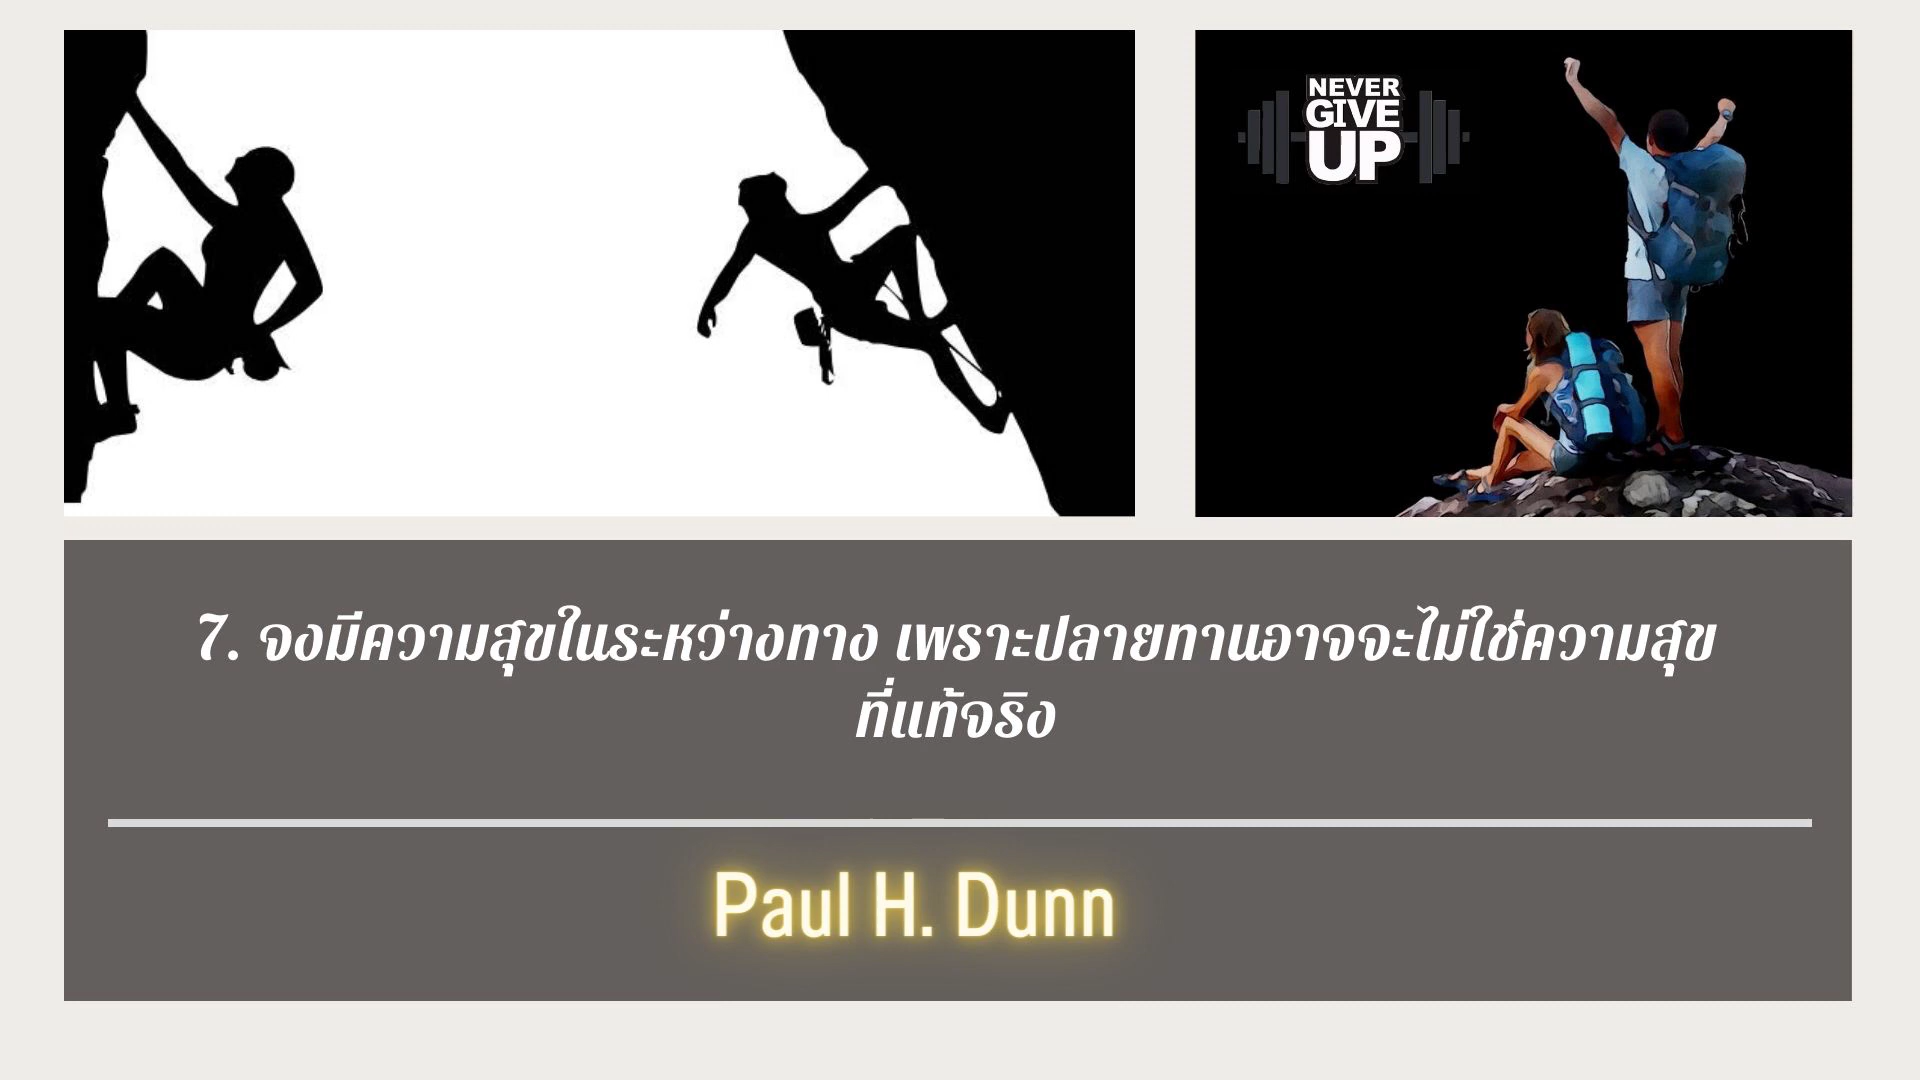 NEVER
GIVE
UP
7. จงมีความสุขในระหว่างทาง เพราะปลายทานอาจจะไม่ใช่ความสุข
ที่แท้จริง
Paul H. Dunn